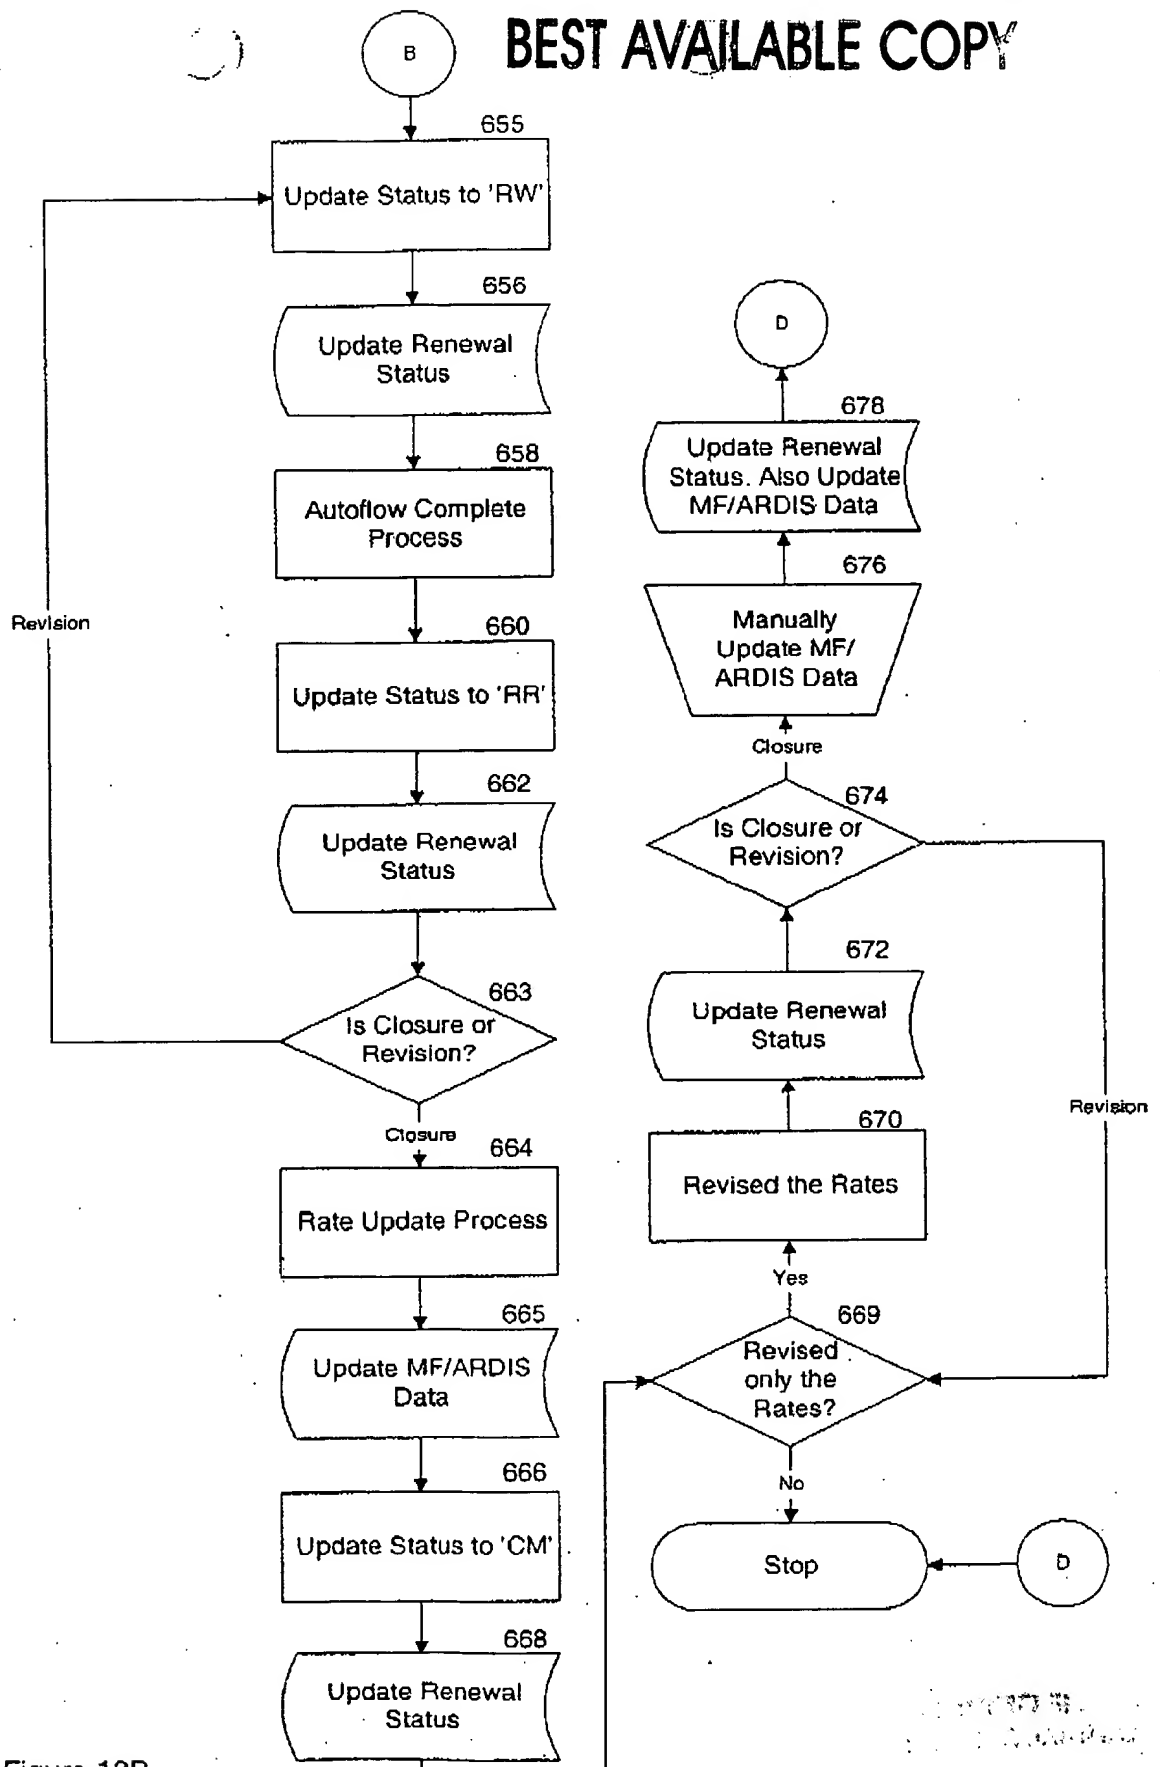 BEST AVAILABLE COPY
B
655
Update Status to 'RW'
656
Update Renewal
Status
658
Autoflow Complete
Process
Revision
660
Update Status to 'RR'
662
Update Renewal
Status
663
Is Closure or
Revision?
Closure
664
Rate Update Process
665
Update MF/ARDIS
Data
666
Update Status to 'CM'
668
Update Renewal
Status
D
678
Update Renewal
Status. Also Update
MF/ARDIS Data
676
Manually
Update MF/
ARDIS Data
Closure
674
Is Closure or
Revision?
672
Update Renewal
Status
Revision
670
Revised the Rates
Yes
669
Revised
only the
Rates?
No
Stop
D